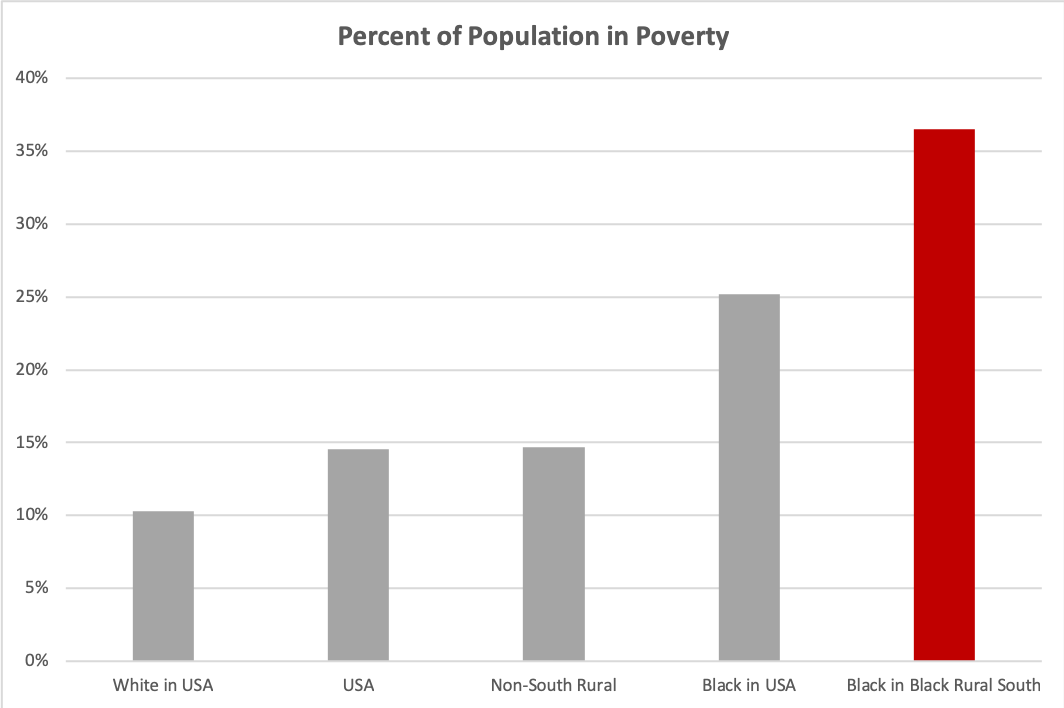 Percent of Population in Poverty
40%
35%
30%
25%
20%
15%
10%
5%
0%
White in USA
USA
Non-South Rural
Black in USA
Black in Black Rural South